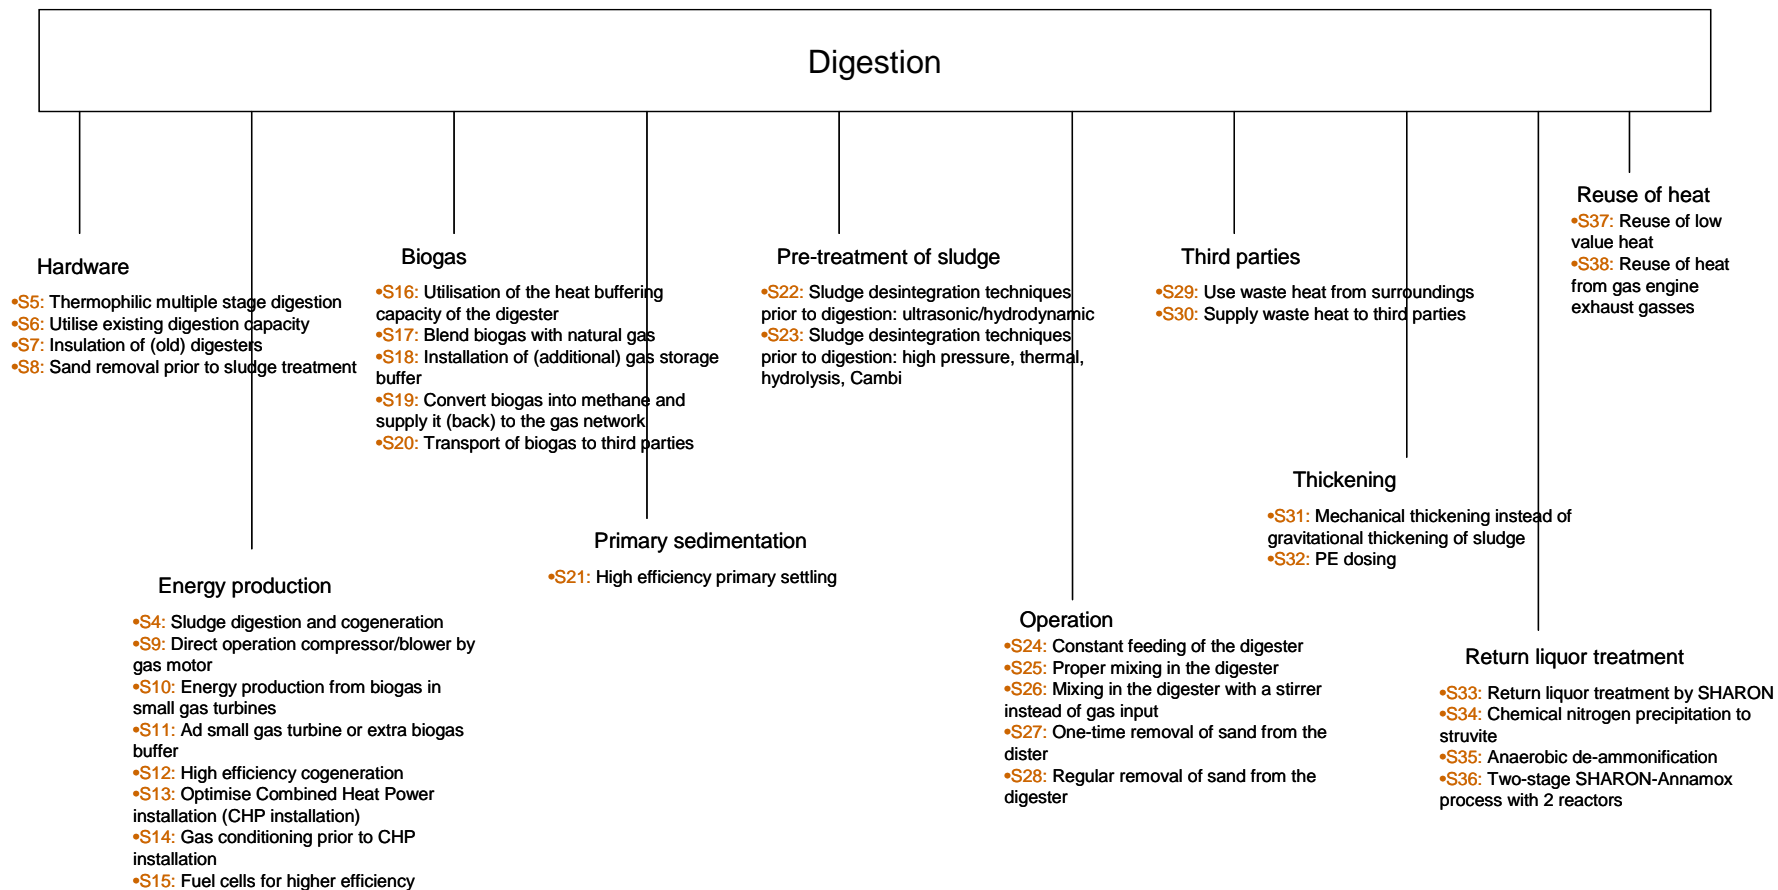 Digestion
Hardware
•S5: Thermophilic multiple stage digestion
•S6: Utilise existing digestion capacity
•S7: Insulation of (old) digesters
•S8: Sand removal prior to sludge treatment
Energy production
•S4: Sludge digestion and cogeneration
•S9: Direct operation compressor/blower by
gas motor
•S10: Energy production from biogas in
small gas turbines
•S11: Ad small gas turbine or extra biogas
buffer
•S12: High efficiency cogeneration
•S13: Optimise Combined Heat Power
installation (CHP installation)
•S14: Gas conditioning prior to CHP
installation
•S15: Fuel cells for higher efficiency
Biogas
•S16: Utilisation of the heat buffering
capacity of the digester
•S17: Blend biogas with natural gas
•S18: Installation of (additional) gas storage
buffer
•S19: Convert biogas into methane and
supply it (back) to the gas network
•S20: Transport of biogas to third parties
Primary sedimentation
•S21: High efficiency primary settling
Pre-treatment of sludge
•S22: Sludge desintegration techniques
prior to digestion: ultrasonic/hydrodynamic
•S23: Sludge desintegration techniques
prior to digestion: high pressure, thermal,
hydrolysis, Cambi
Operation
•S24: Constant feeding of the digester
•S25: Proper mixing in the digester
•S26: Mixing in the digester with a stirrer
instead of gas input
•S27: One-time removal of sand from the
dister
•S28: Regular removal of sand from the
digester
Third parties
•S29: Use waste heat from surroundings
•S30: Supply waste heat to third parties
Thickening
•S31: Mechanical thickening instead of
gravitational thickening of sludge
•S32: PE dosing
Return liquor treatment
•S33: Return liquor treatment by SHARON
•S34: Chemical nitrogen precipitation to
struvite
•S35: Anaerobic de-ammonification
•S36: Two-stage SHARON-Annamox
process with 2 reactors
Reuse of heat
•S37: Reuse of low
value heat
•S38: Reuse of heat
from gas engine
exhaust gasses